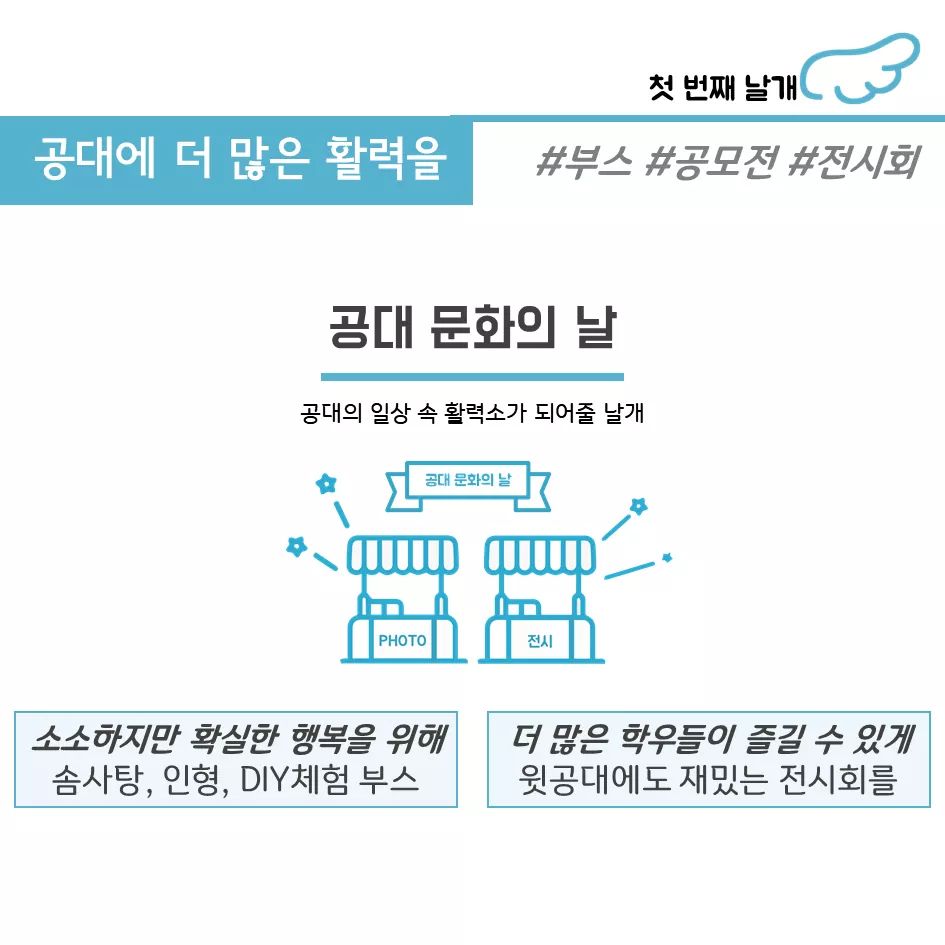 첫 번째 날개
공대에 더 많은 활력을
#부스 #공모전 #전시회
공대 문화의 날
공대의 일상 속 활력소가 되어줄 날개
공대 문화의 날
PHOTO
전시
소소하지만 확실한 행복을 위해
솜사탕, 인형, DIY체험 부스
더 많은 학우들이 즐길 수 있게
윗공대에도 재밌는 전시회를